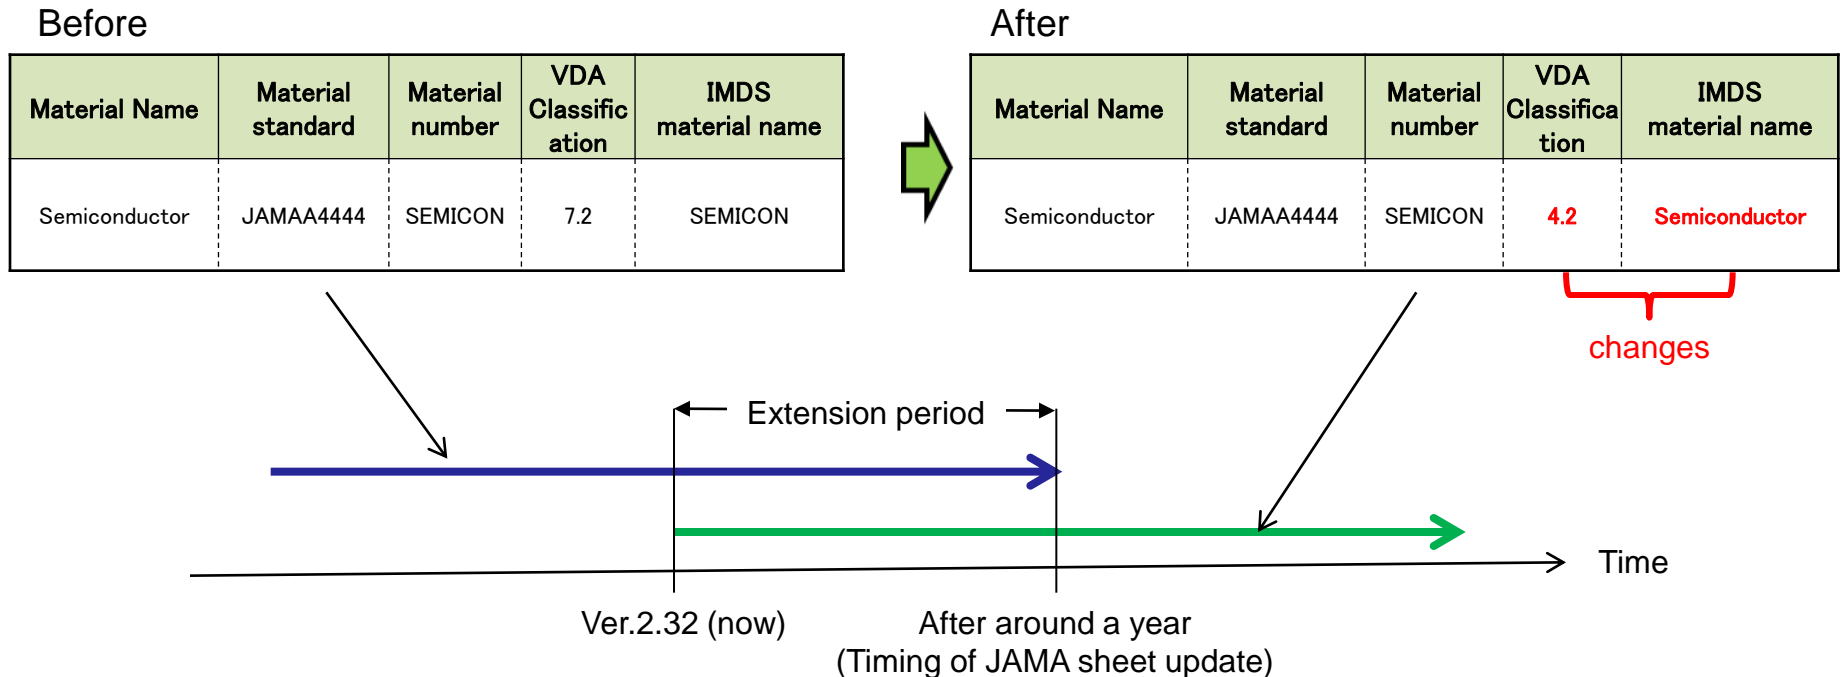 Before
Material Name
Material
standard
Material
number
VDA
Classific
ation
IMDS
material name
Semiconductor
JAMAA4444
SEMICON
7.2
SEMICON
After
Material Name
Material
standard
Material
number
VDA
Classifica
tion
IMDS
material name
Semiconductor
JAMAA4444
SEMICON
4.2
Semiconductor
changes
Extension period
Time
Ver.2.32 (now)
After around a year
(Timing of JAMA sheet update)